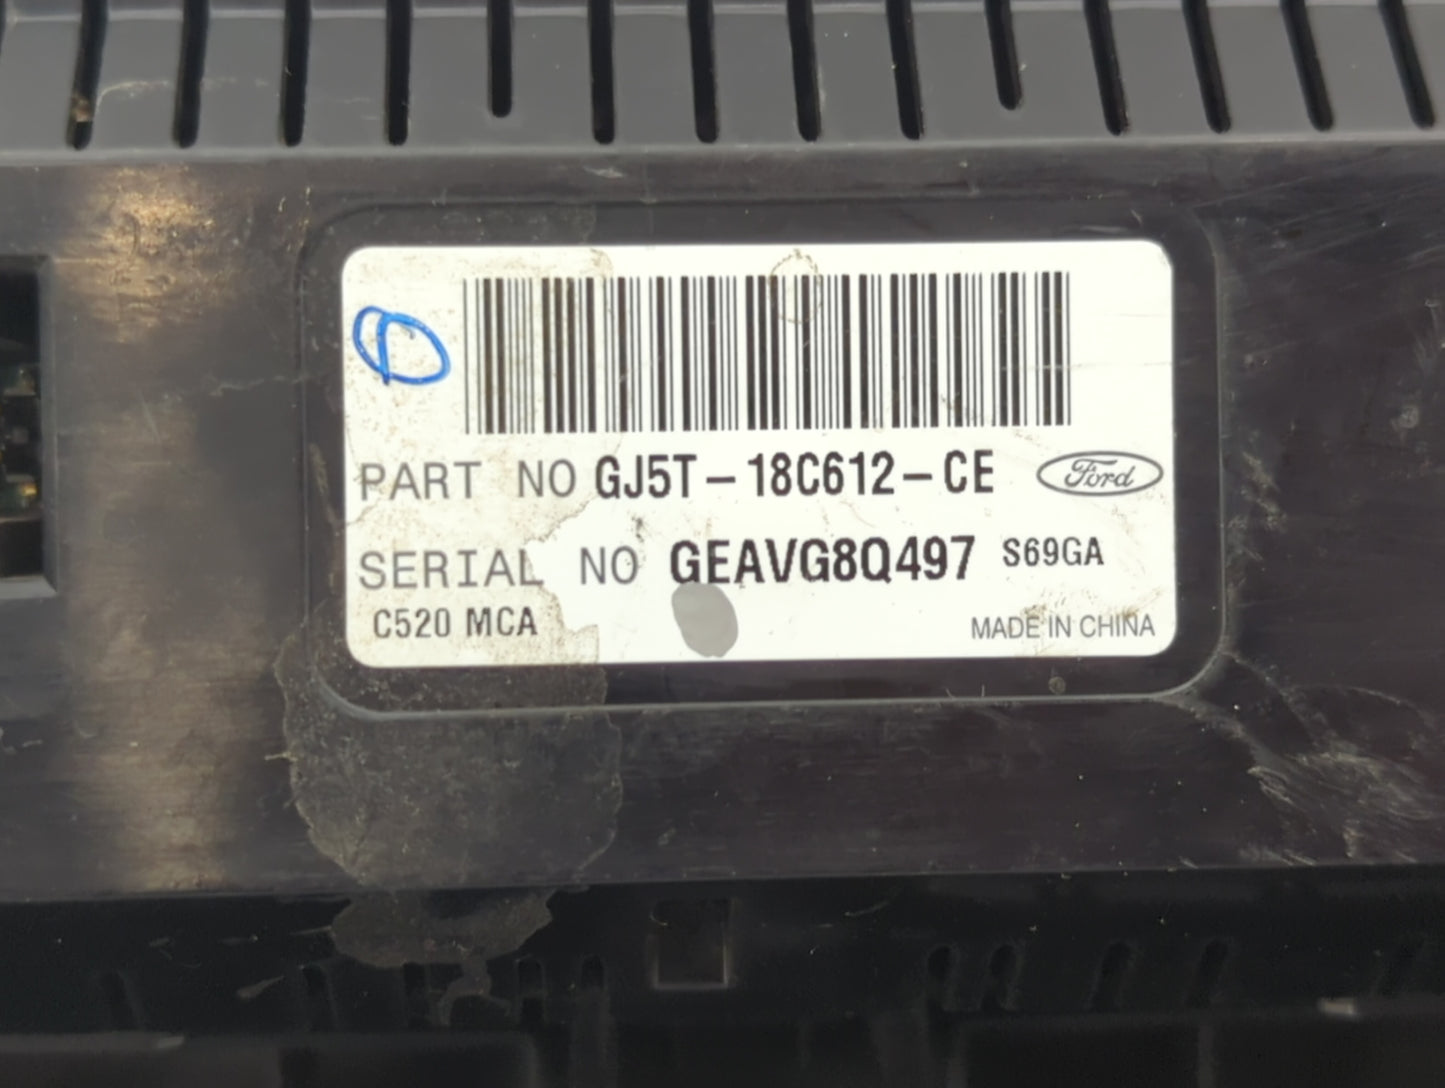 PART NO GJ5T-18C612-CE Ford
SERIAL NO GEAVG8Q497 S69GA
C520 MCA MADE IN CHINA